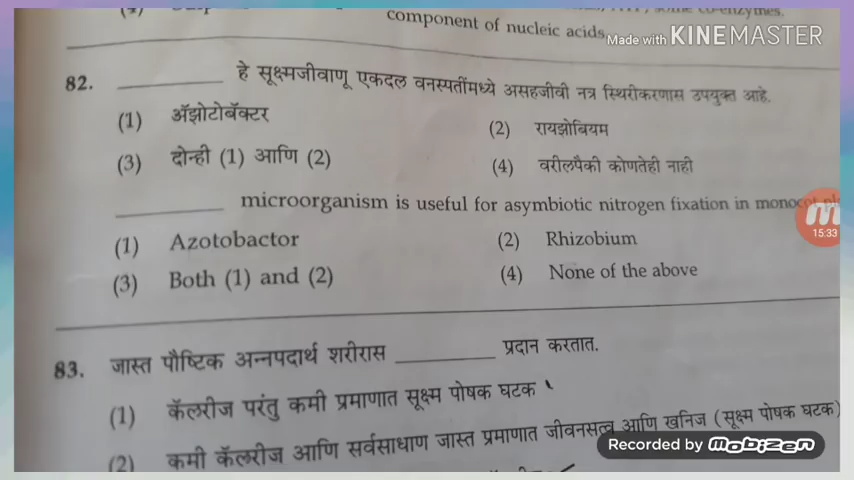 component of nucleic acids.
Made with KINEMASTER
82. ________ हे सूक्ष्मजीवाणू एकदल वनस्पतींमध्ये असहजीवी नत्र स्थिरीकरणास उपयुक्त आहे.
(1) ॲझोटोबॅक्टर (2) रायझोबियम
(3) दोन्ही (1) आणि (2) (4) वरीलपैकी कोणतेही नाही
________ microorganism is useful for asymbiotic nitrogen fixation in monocot
(1) Azotobactor (2) Rhizobium
(3) Both (1) and (2) (4) None of the above
15:33
83. जास्त पौष्टिक अन्नपदार्थ शरीरास ________ प्रदान करतात.
(1) कॅलरीज परंतु कमी प्रमाणात सूक्ष्म पोषक घटक
(2) कमी कॅलरीज आणि सर्वसाधाण जास्त प्रमाणात जीवनसत्व आणि खनिज (सूक्ष्म पोषक घटक)
Recorded by mobizen